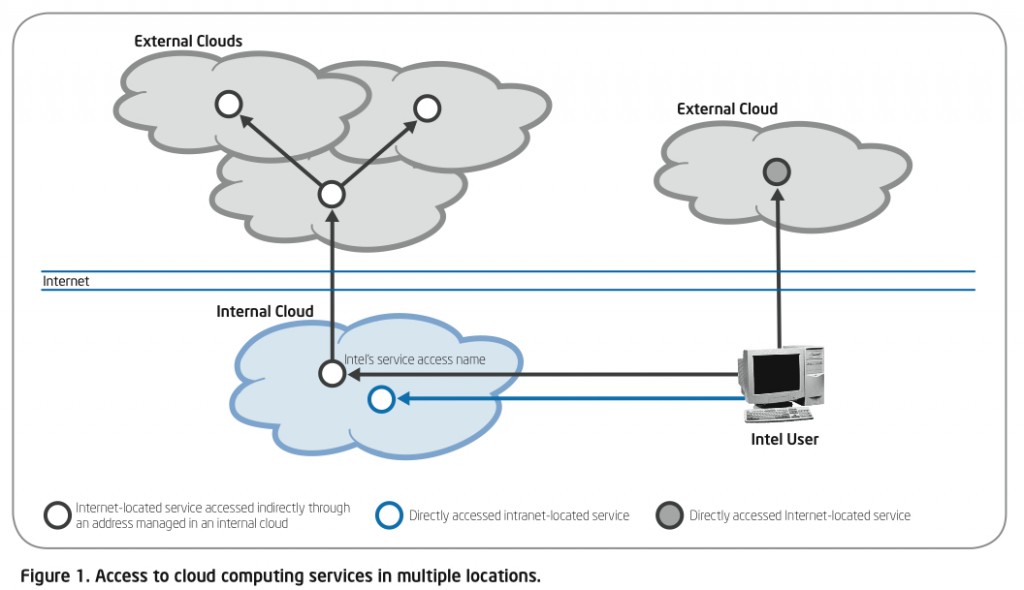 External Clouds
External Cloud
Internet
Internal Cloud
Intel's service access name
Intel User
Internet-located service accessed indirectly through
an address managed in an internal cloud
Directly accessed intranet-located service
Directly accessed Internet-located service
Figure 1. Access to cloud computing services in multiple locations.